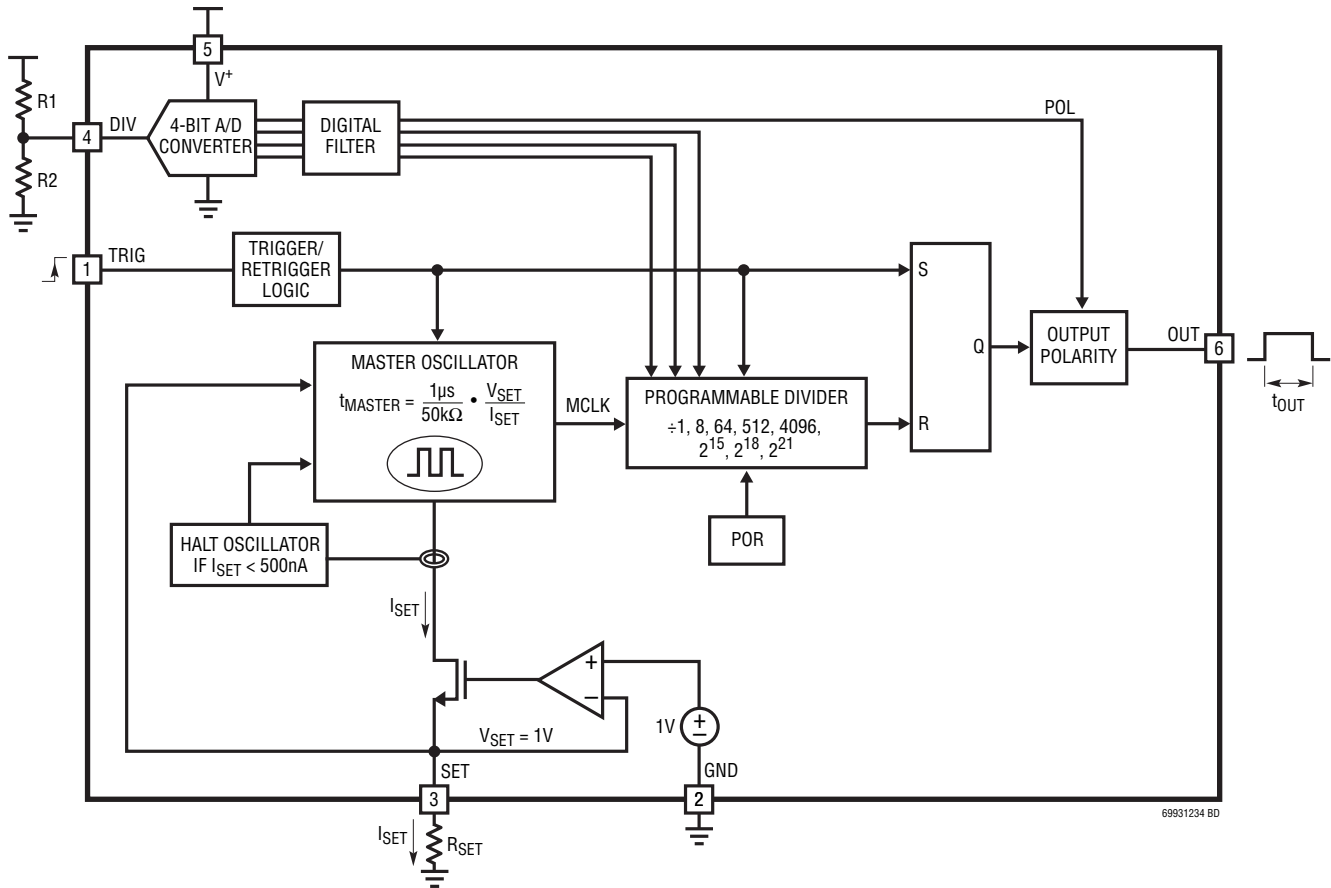 5
V+
R1
4
DIV
4-BIT A/D
CONVERTER
DIGITAL
FILTER
POL
R2
1
TRIG
TRIGGER/
RETRIGGER
LOGIC
S
Q
R
OUTPUT
POLARITY
OUT
6
tOUT
MASTER OSCILLATOR
tMASTER = 1µs/50kΩ • VSET/ISET
MCLK
PROGRAMMABLE DIVIDER
÷1, 8, 64, 512, 4096,
2^15, 2^18, 2^21
POR
HALT OSCILLATOR
IF ISET < 500nA
ISET
+
–
1V
+
–
VSET = 1V
SET
GND
3
2
ISET
RSET
69931234 BD